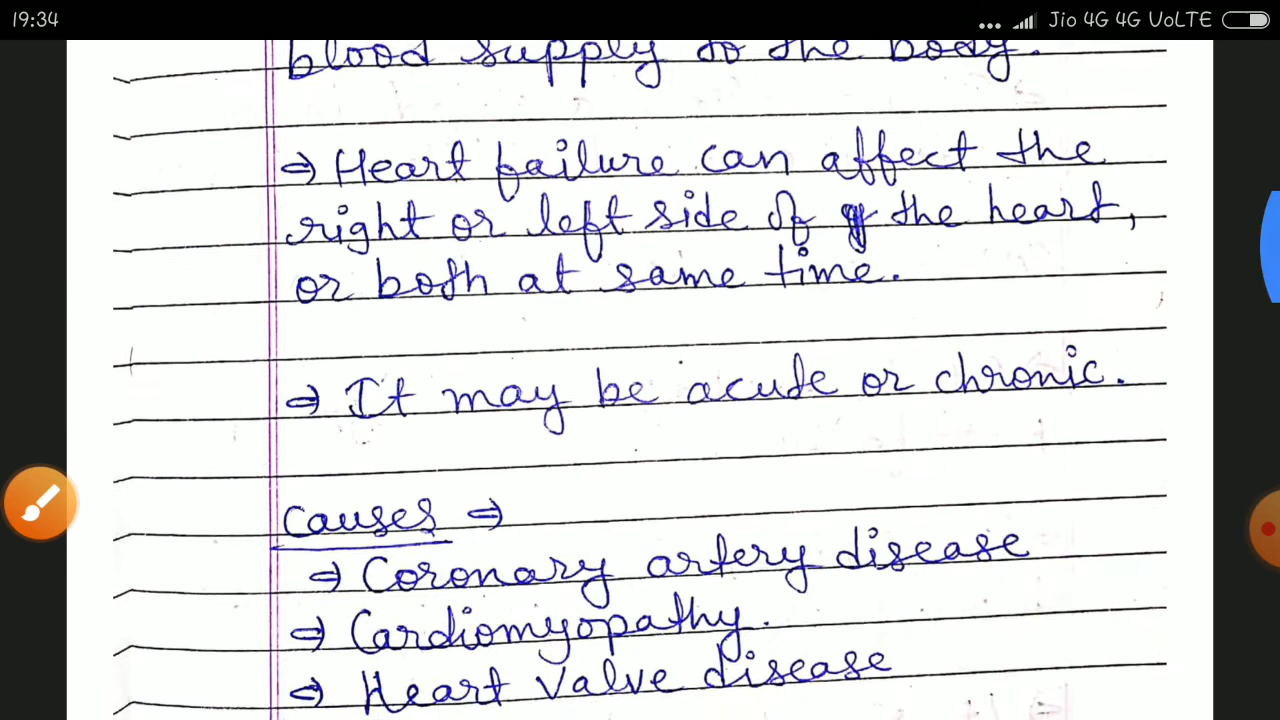 19:34
... Jio 4G 4G VoLTE
blood supply to the body.
⇒ Heart failure can affect the
right or left side of the heart,
or both at same time.
⇒ It may be acute or chronic.
Causes ⇒
⇒ Coronary artery disease
⇒ Cardiomyopathy.
⇒ Heart valve disease